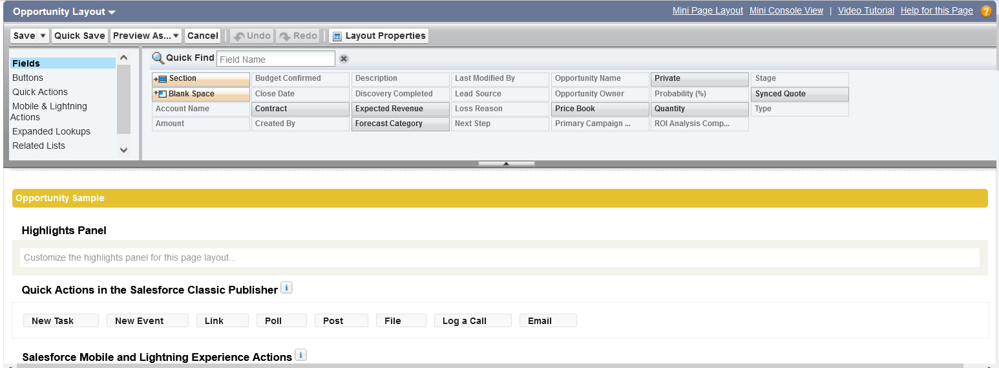 Opportunity Layout
Mini Page Layout Mini Console View | Video Tutorial Help for this Page ?
Save Quick Save Preview As... Cancel Undo Redo Layout Properties
Fields
Buttons
Quick Actions
Mobile & Lightning
Actions
Expanded Lookups
Related Lists
Quick Find Field Name
Section Budget Confirmed Description Last Modified By Opportunity Name Private Stage
Blank Space Close Date Discovery Completed Lead Source Opportunity Owner Probability (%) Synced Quote
Account Name Contract Expected Revenue Loss Reason Price Book Quantity Type
Amount Created By Forecast Category Next Step Primary Campaign ... ROI Analysis Comp...
Opportunity Sample
Highlights Panel
Customize the highlights panel for this page layout...
Quick Actions in the Salesforce Classic Publisher i
New Task New Event Link Poll Post File Log a Call Email
Salesforce Mobile and Lightning Experience Actions i